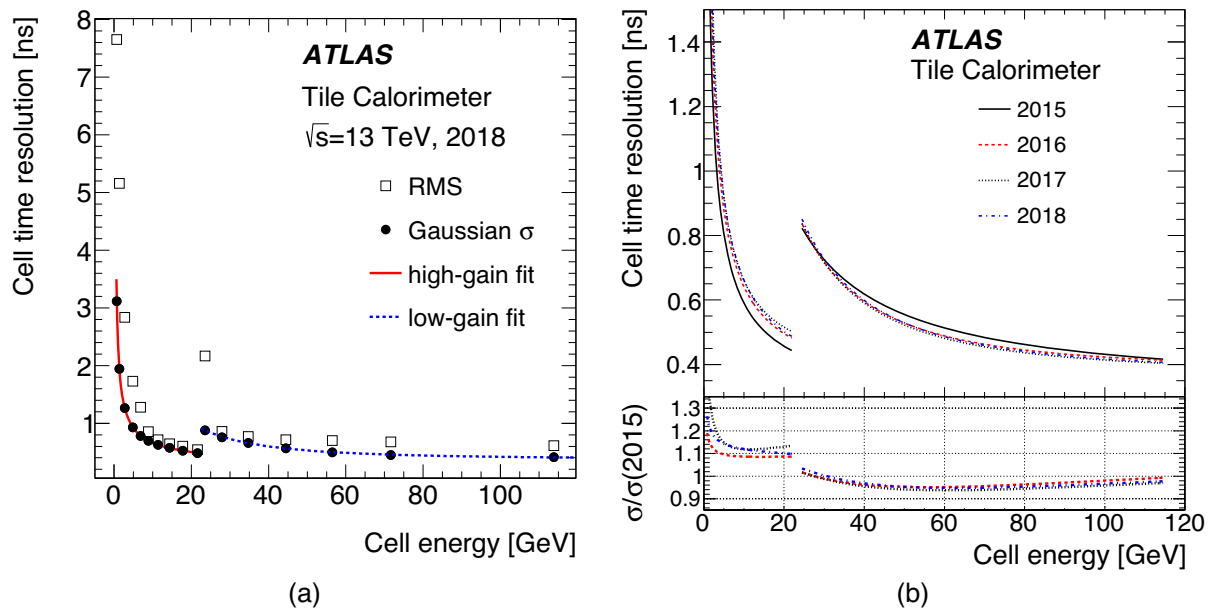 Cell time resolution [ns]
8
7
6
5
4
3
2
1
ATLAS
Tile Calorimeter
√s=13 TeV, 2018
RMS
Gaussian σ
high-gain fit
low-gain fit
0 20 40 60 80 100
Cell energy [GeV]
(a)
Cell time resolution [ns]
1.4
1.2
1
0.8
0.6
0.4
ATLAS
Tile Calorimeter
2015
2016
2017
2018
σ/σ(2015)
1.3
1.2
1.1
1
0.9
0 20 40 60 80 100 120
Cell energy [GeV]
(b)